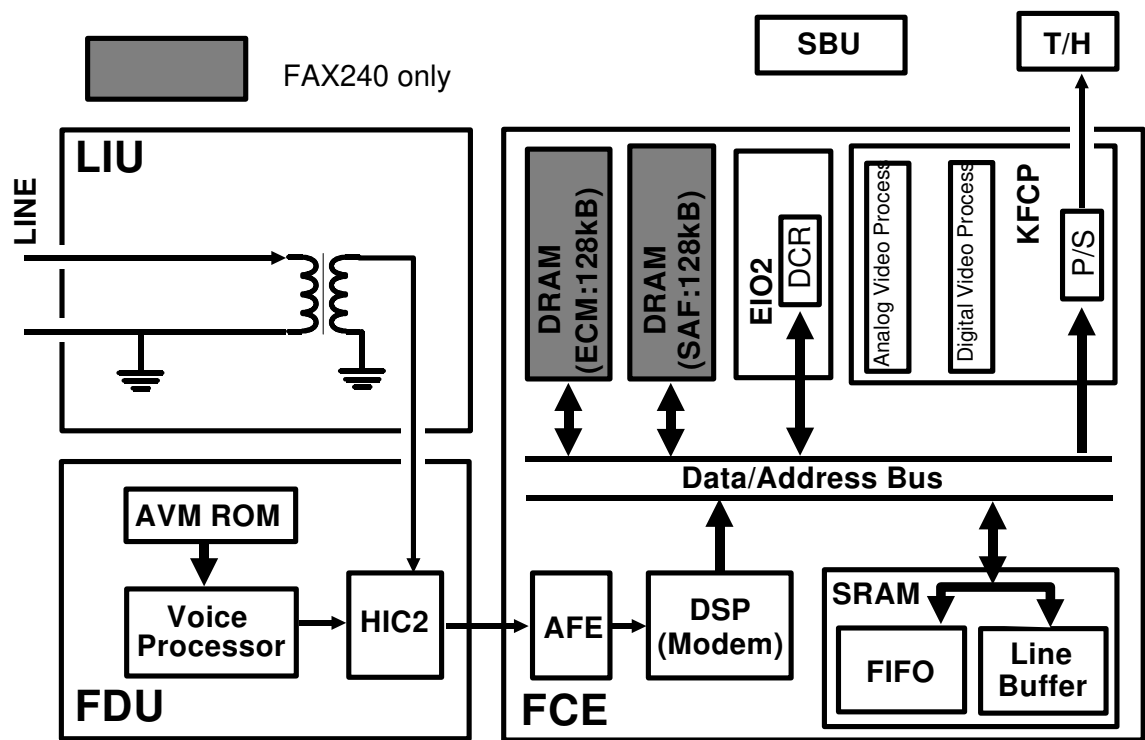 SBU
T/H
FAX240 only
LIU
LINE
DRAM
(ECM:128kB)
DRAM
(SAF:128kB)
EIO2
DCR
Analog Video Process
Digital Video Process
KFCP
P/S
Data/Address Bus
AVM ROM
Voice
Processor
HIC2
FDU
AFE
DSP
(Modem)
SRAM
FIFO
Line
Buffer
FCE